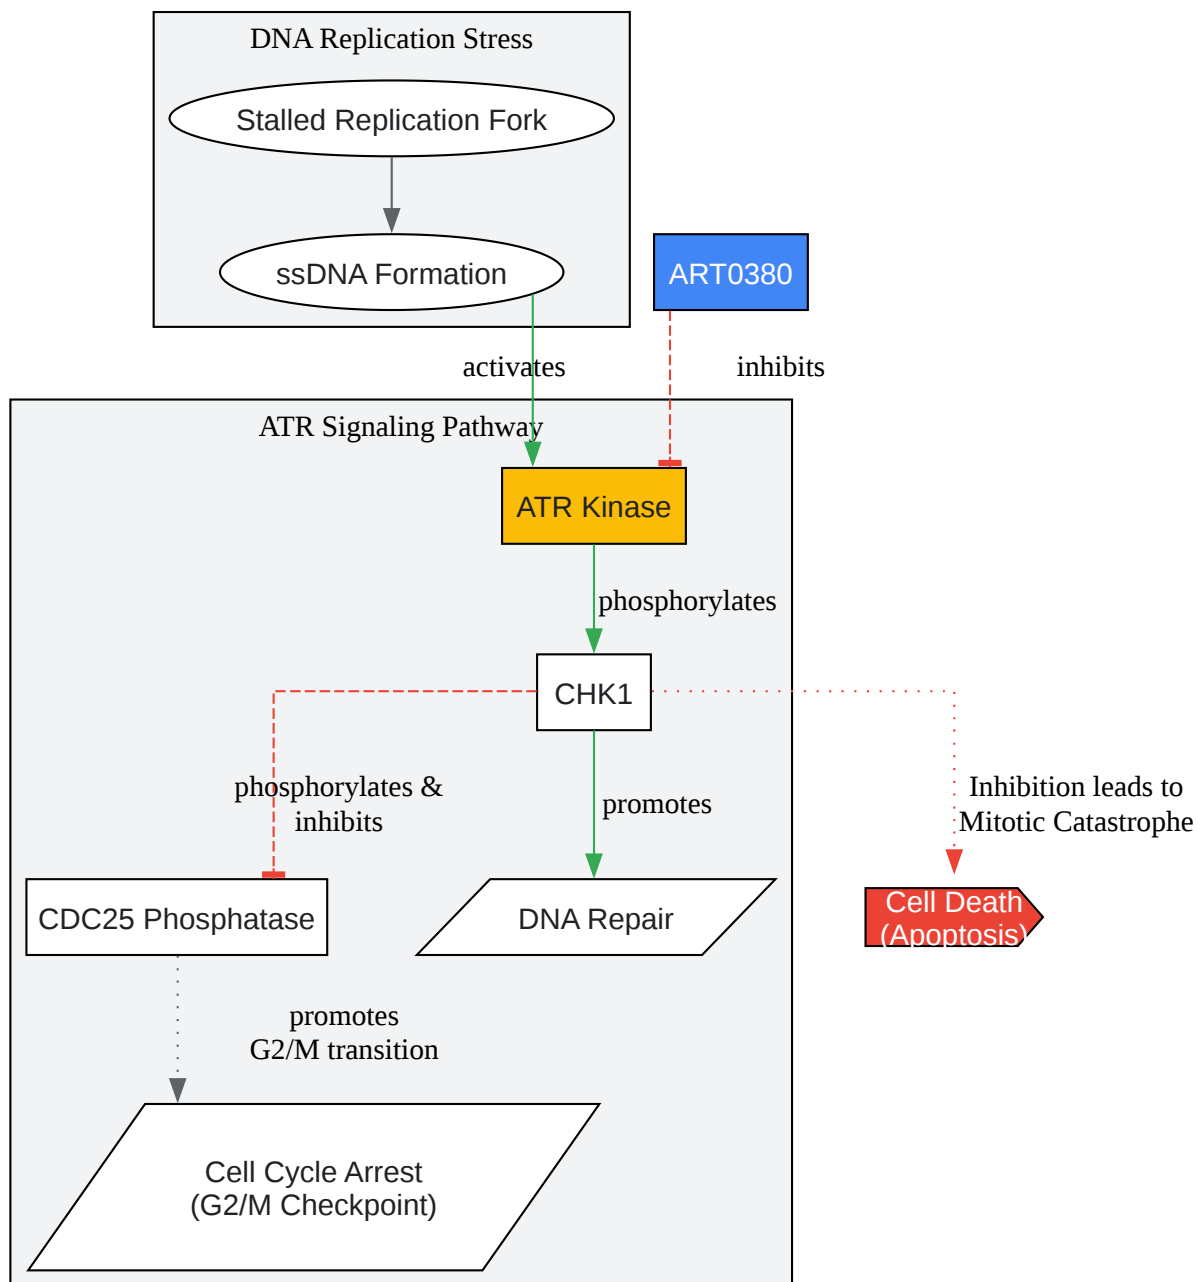 DNA Replication Stress
Stalled Replication Fork
ssDNA Formation
ART0380
activates
inhibits
ATR Signaling Pathway
ATR Kinase
phosphorylates
CHK1
phosphorylates &
inhibits
promotes
Inhibition leads to
Mitotic Catastrophe
CDC25 Phosphatase
DNA Repair
Cell Death
(Apoptosis)
promotes
G2/M transition
Cell Cycle Arrest
(G2/M Checkpoint)